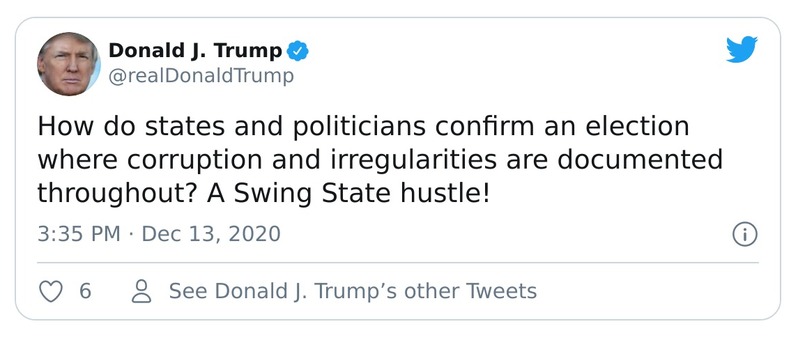 Donald J. Trump
@realDonaldTrump
How do states and politicians confirm an election
where corruption and irregularities are documented
throughout? A Swing State hustle!
3:35 PM · Dec 13, 2020
6
See Donald J. Trump’s other Tweets